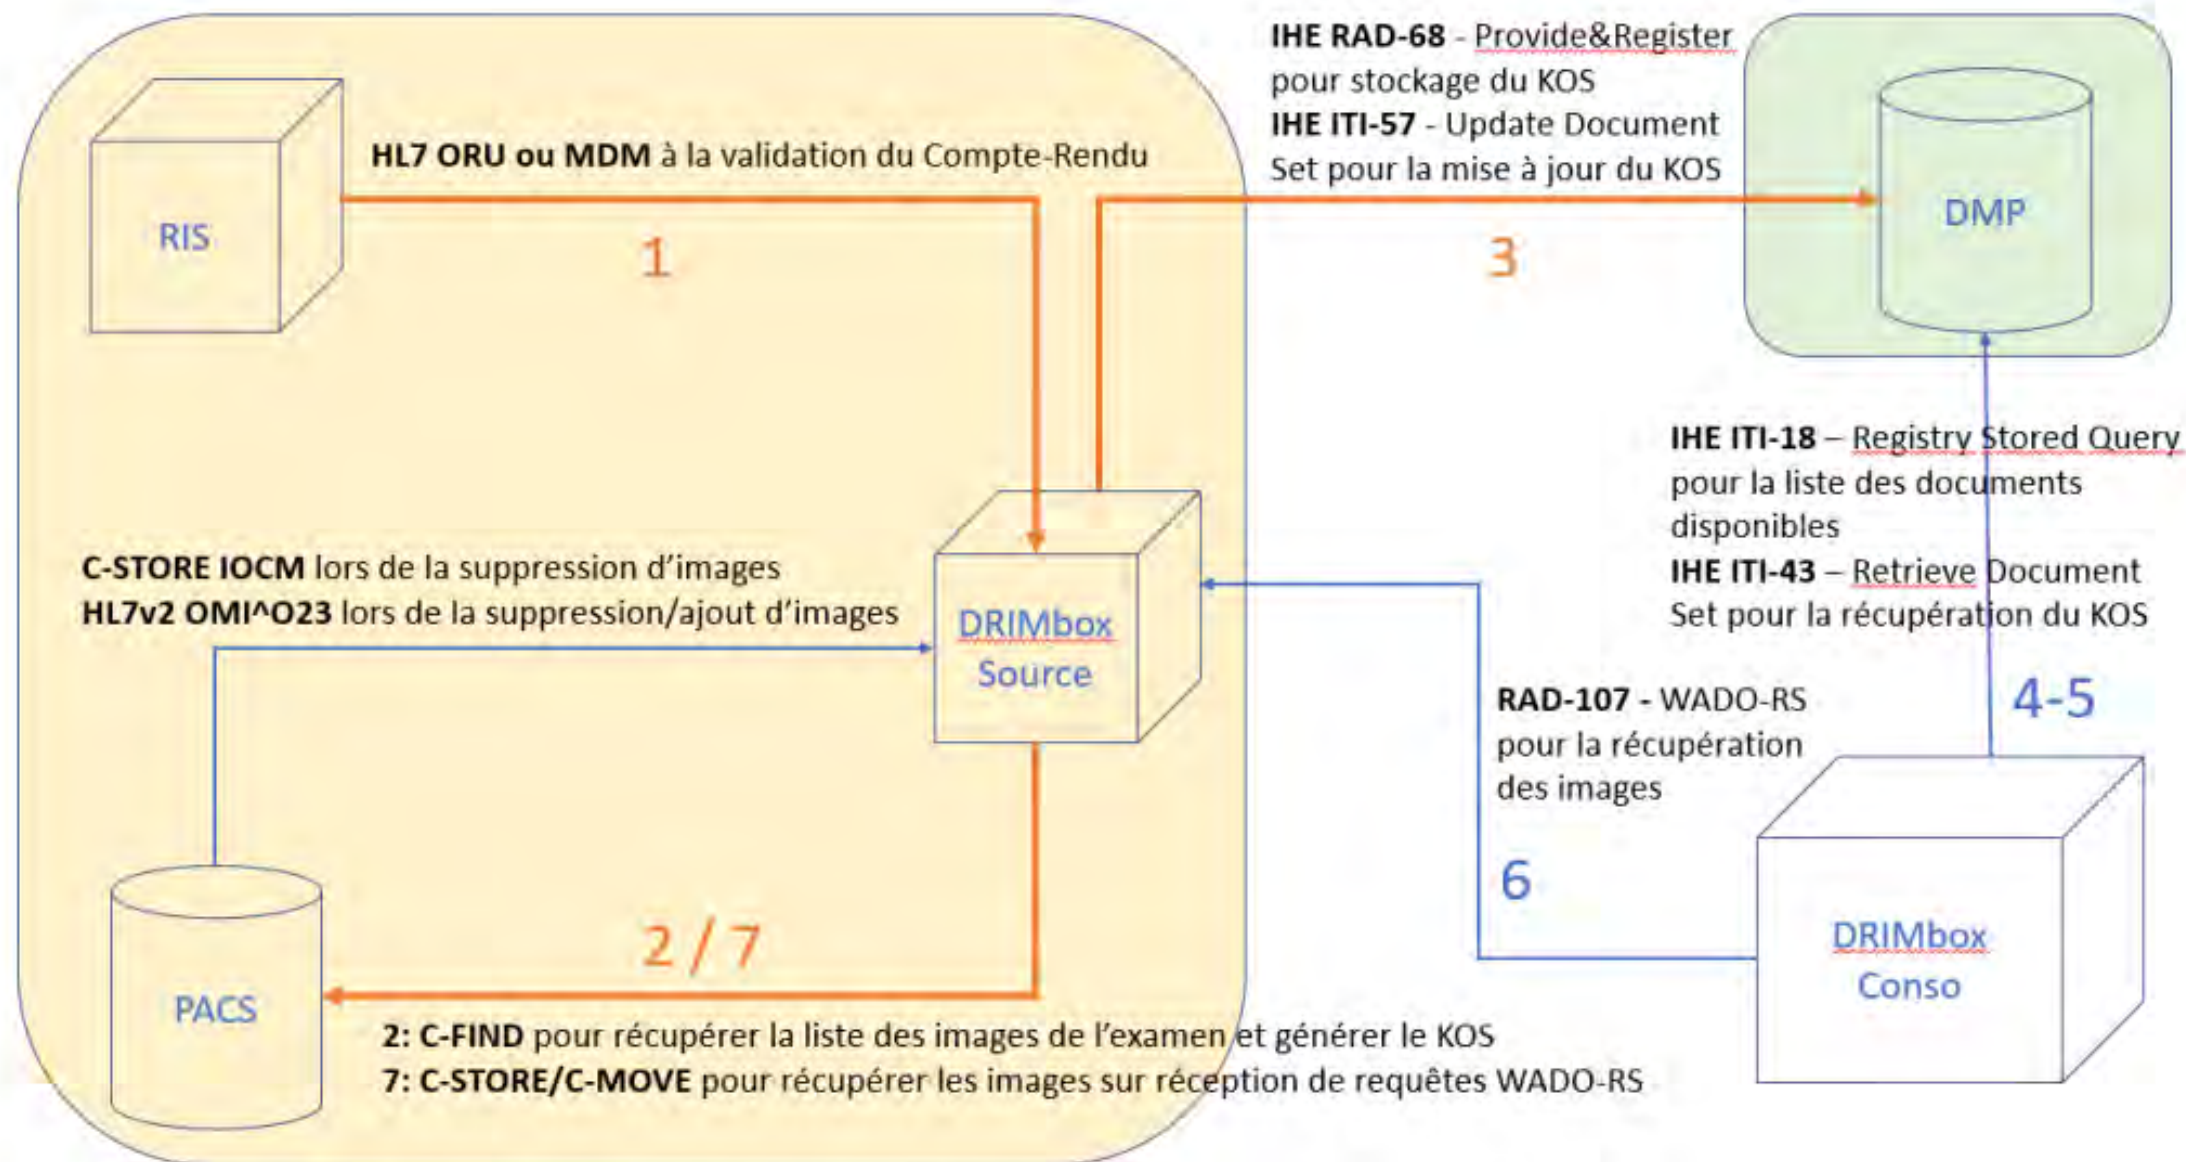 IHE RAD-68 - Provide&Register
pour stockage du KOS
IHE ITI-57 - Update Document
Set pour la mise à jour du KOS
HL7 ORU ou MDM à la validation du Compte-Rendu
RIS
1
3
DMP
IHE ITI-18 – Registry Stored Query
pour la liste des documents
disponibles
IHE ITI-43 – Retrieve Document
Set pour la récupération du KOS
C-STORE IOCM lors de la suppression d'images
HL7v2 OMI^O23 lors de la suppression/ajout d'images
DRIMbox
Source
RAD-107 - WADO-RS
pour la récupération
des images
4-5
6
2 / 7
DRIMbox
Conso
PACS
2: C-FIND pour récupérer la liste des images de l'examen et générer le KOS
7: C-STORE/C-MOVE pour récupérer les images sur réception de requêtes WADO-RS